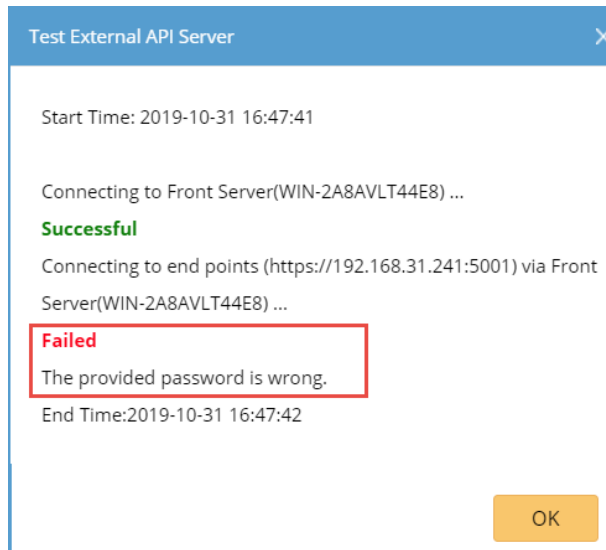 Test External API Server
Start Time: 2019-10-31 16:47:41
Connecting to Front Server(WIN-2A8AVLT44E8) ...
Successful
Connecting to end points (https://192.168.31.241:5001) via Front
Server(WIN-2A8AVLT44E8) ...
Failed
The provided password is wrong.
End Time:2019-10-31 16:47:42
OK